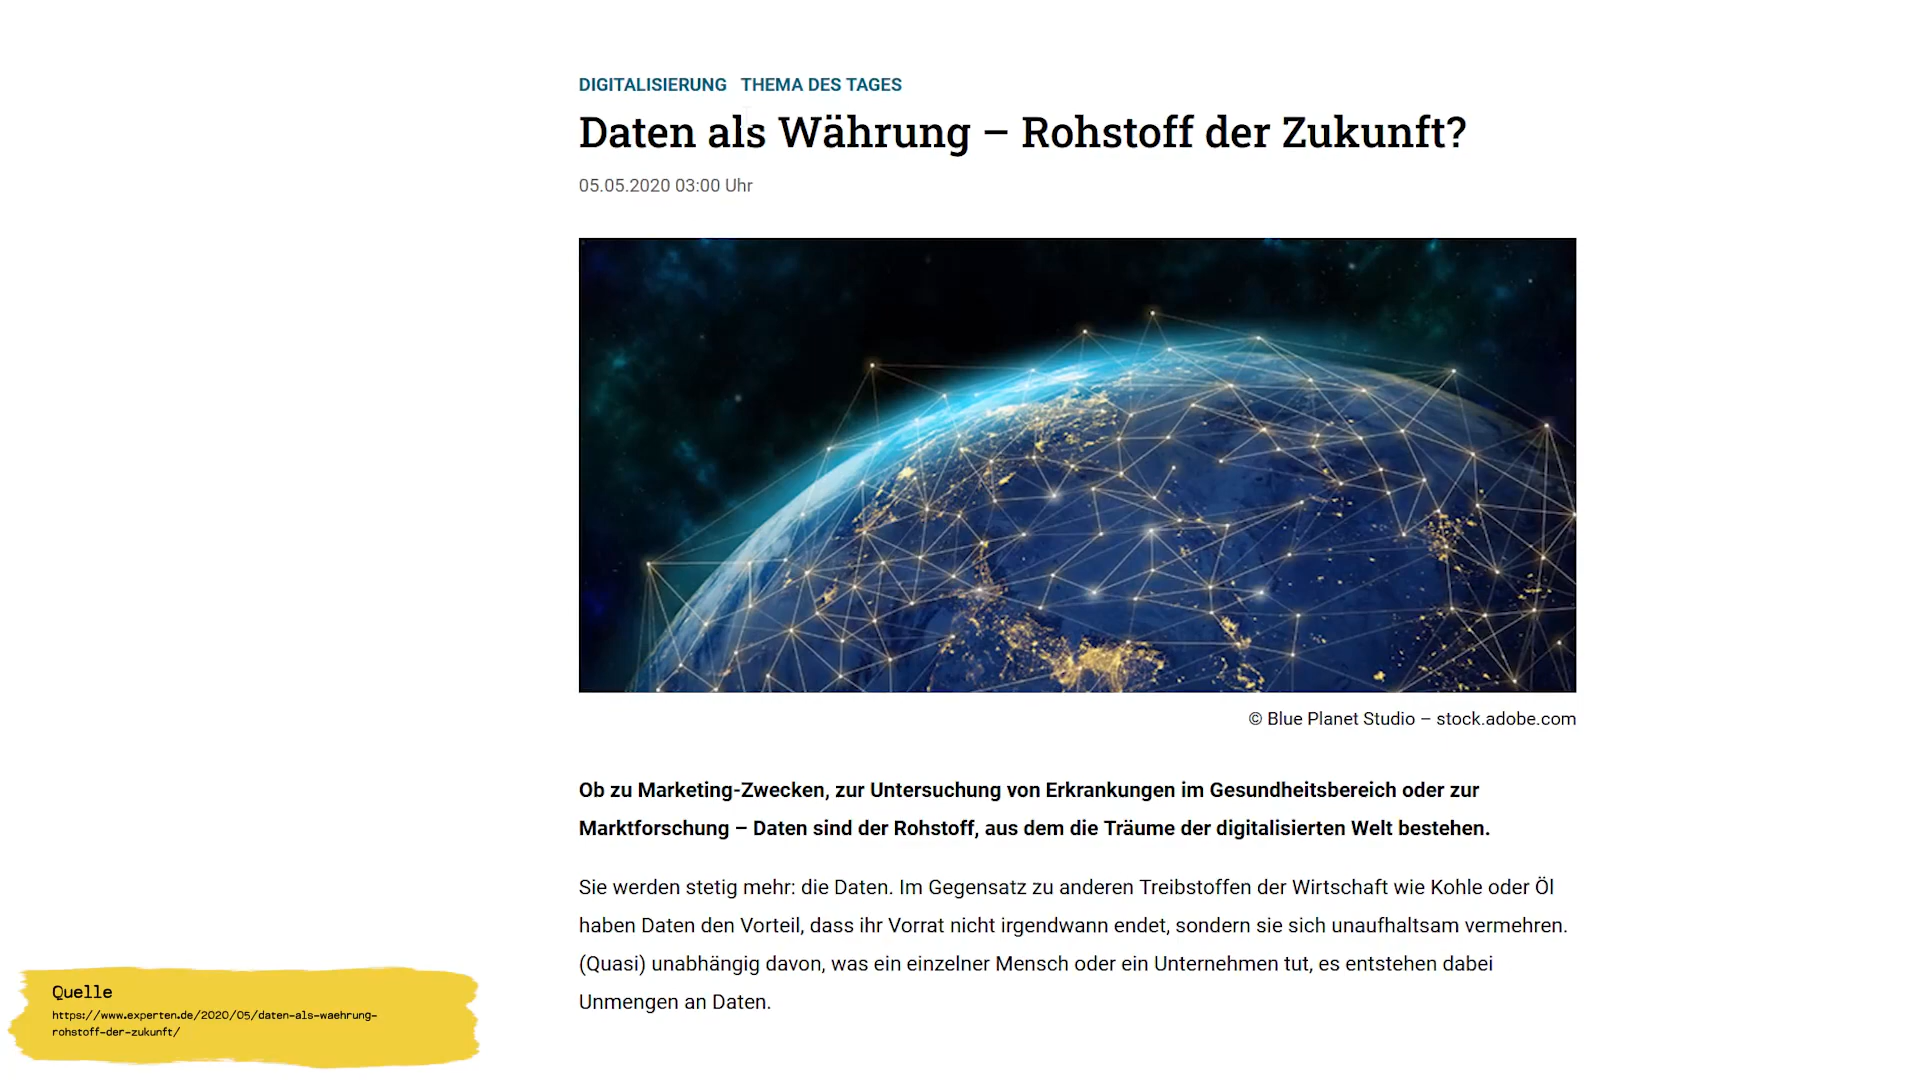 DIGITALISIERUNG THEMA DES TAGES
Daten als Währung – Rohstoff der Zukunft?
05.05.2020 03:00 Uhr
© Blue Planet Studio – stock.adobe.com
Ob zu Marketing-Zwecken, zur Untersuchung von Erkrankungen im Gesundheitsbereich oder zur
Marktforschung – Daten sind der Rohstoff, aus dem die Träume der digitalisierten Welt bestehen.
Sie werden stetig mehr: die Daten. Im Gegensatz zu anderen Treibstoffen der Wirtschaft wie Kohle oder Öl
haben Daten den Vorteil, dass ihr Vorrat nicht irgendwann endet, sondern sie sich unaufhaltsam vermehren.
(Quasi) unabhängig davon, was ein einzelner Mensch oder ein Unternehmen tut, es entstehen dabei
Unmengen an Daten.
Quelle
https://www.experten.de/2020/05/daten-als-waehrung-
rohstoff-der-zukunft/